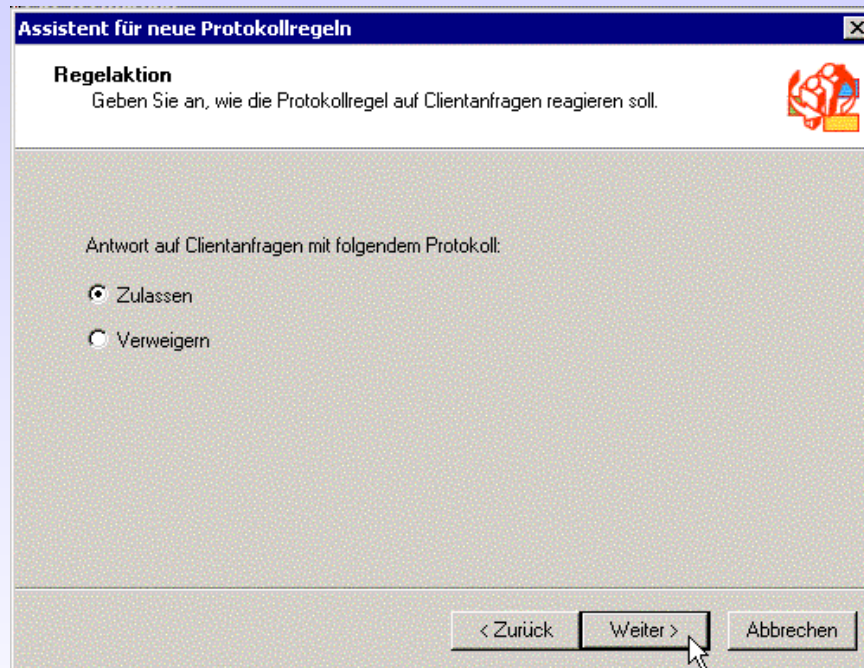 Assistent für neue Protokollregeln
Regelaktion
Geben Sie an, wie die Protokollregel auf Clientanfragen reagieren soll.
Antwort auf Clientanfragen mit folgendem Protokoll:
Zulassen
Verweigern
< Zurück Weiter > Abbrechen